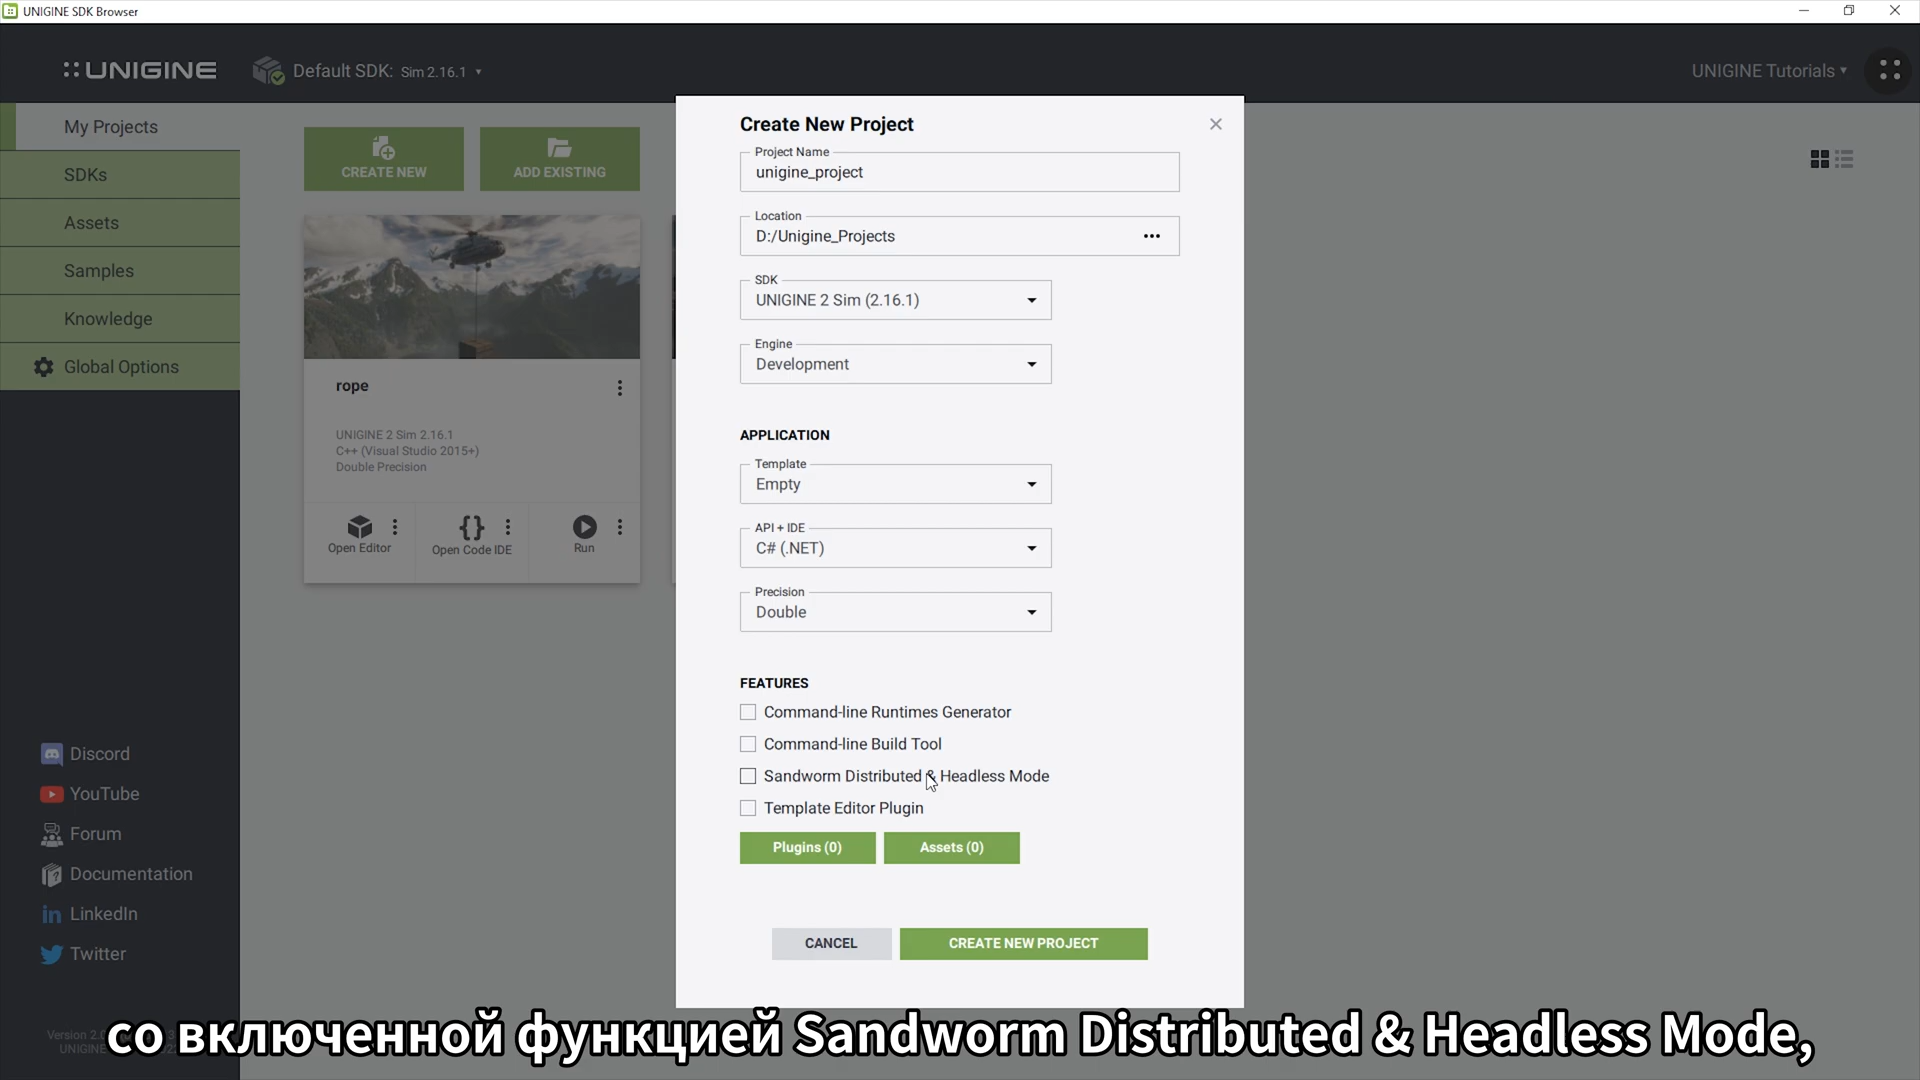 UNIGINE SDK Browser
UNIGINE
Default SDK: Sim 2.16.1
UNIGINE Tutorials
My Projects
SDKs
Assets
Samples
Knowledge
Global Options
CREATE NEW
ADD EXISTING
rope
UNIGINE 2 Sim 2.16.1
C++ (Visual Studio 2015+)
Double Precision
Open Editor
Open Code IDE
Run
Create New Project
Project Name
unigine_project
Location
D:/Unigine_Projects
SDK
UNIGINE 2 Sim (2.16.1)
Engine
Development
APPLICATION
Template
Empty
API + IDE
C# (.NET)
Precision
Double
FEATURES
Command-line Runtimes Generator
Command-line Build Tool
Sandworm Distributed & Headless Mode
Template Editor Plugin
Plugins (0)
Assets (0)
CANCEL
CREATE NEW PROJECT
Discord
YouTube
Forum
Documentation
LinkedIn
Twitter
Version
UNIGINE
со включенной функцией Sandworm Distributed & Headless Mode,